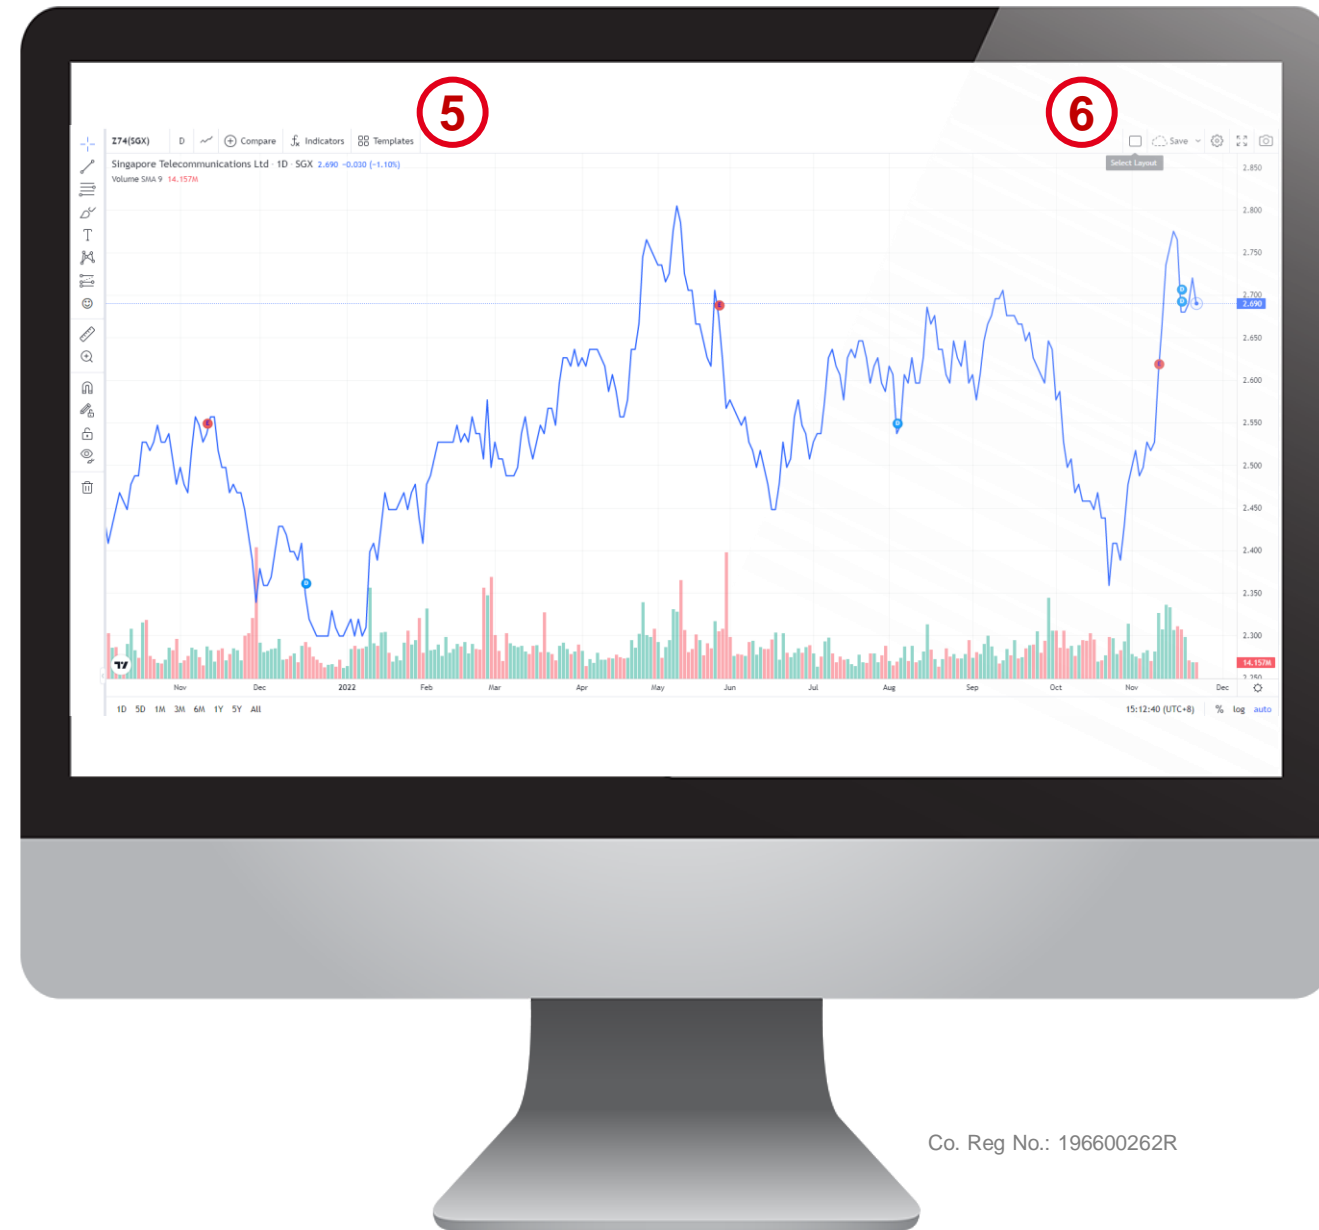 5
6
Z74(SGX) D Compare Indicators Templates Save
Select Layout
Singapore Telecommunications Ltd · 1D · SGX 2.690 -0.030 (-1.10%)
Volume SMA 9 14.157M
2.850
2.800
2.750
2.700
2.690
2.650
2.600
2.550
2.500
2.450
2.400
2.350
2.300
14.157M
2.250
E
E
E
D
D
D
D
Nov Dec 2022 Feb Mar Apr May Jun Jul Aug Sep Oct Nov Dec
1D 5D 1M 3M 6M 1Y 5Y All 15:12:40 (UTC+8) % log auto
Co. Reg No.: 196600262R